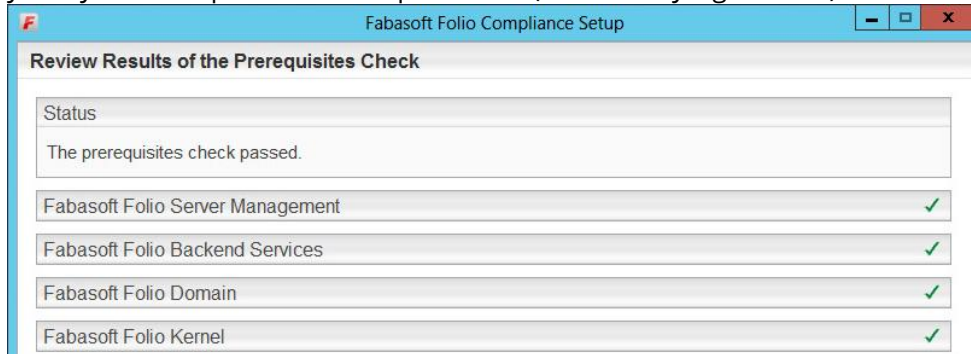 Fabasoft Folio Compliance Setup
Review Results of the Prerequisites Check
Status
The prerequisites check passed.
Fabasoft Folio Server Management
Fabasoft Folio Backend Services
Fabasoft Folio Domain
Fabasoft Folio Kernel